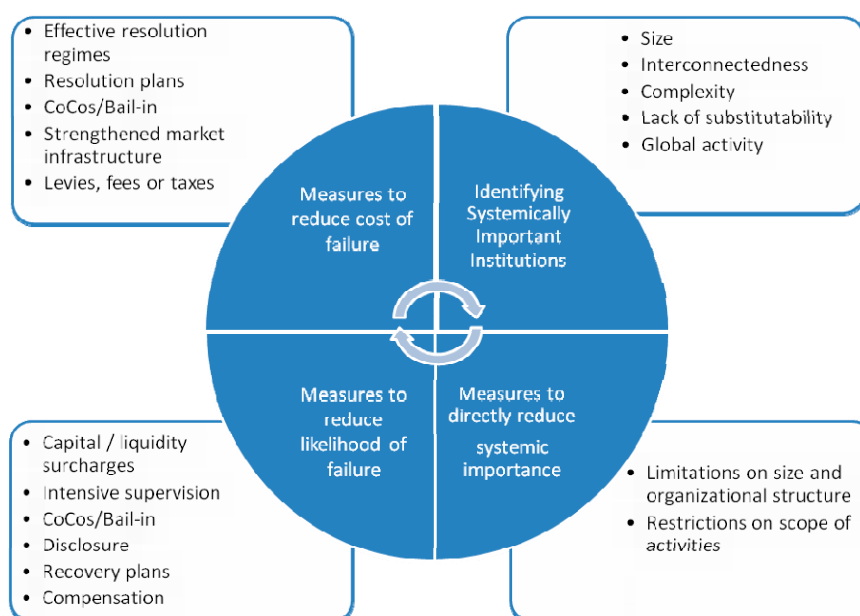 • Effective resolution
regimes
• Resolution plans
• CoCos/Bail-in
• Strengthened market
infrastructure
• Levies, fees or taxes
• Size
• Interconnectedness
• Complexity
• Lack of substitutability
• Global activity
Measures to
reduce cost of
failure
Identifying
Systemically
Important
Institutions
Measures to
reduce
likelihood of
failure
Measures to
directly reduce
systemic
importance
• Capital / liquidity
surcharges
• Intensive supervision
• CoCos/Bail-in
• Disclosure
• Recovery plans
• Compensation
• Limitations on size and
organizational structure
• Restrictions on scope of
activities